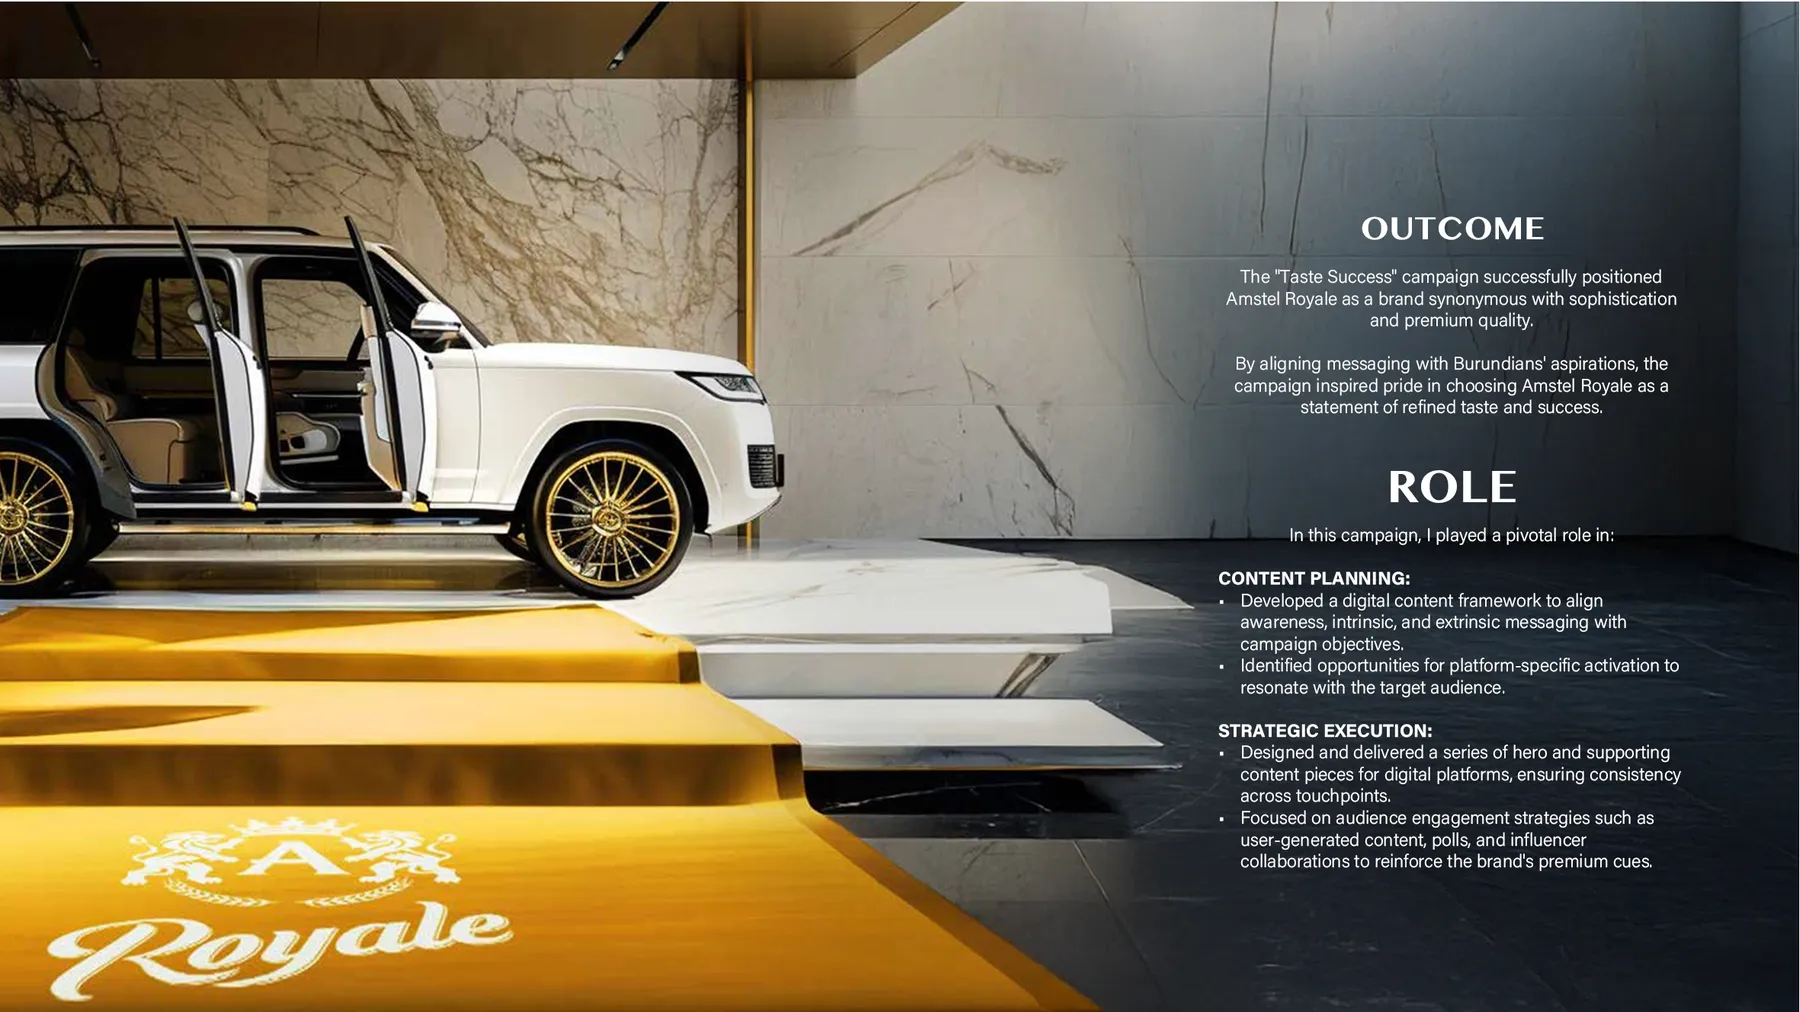 OUTCOME
The "Taste Success" campaign successfully positioned
Amstel Royale as a brand synonymous with sophistication
and premium quality.
By aligning messaging with Burundians' aspirations, the
campaign inspired pride in choosing Amstel Royale as a
statement of refined taste and success.
ROLE
In this campaign, I played a pivotal role in:
CONTENT PLANNING:
• Developed a digital content framework to align
awareness, intrinsic, and extrinsic messaging with
campaign objectives.
• Identified opportunities for platform-specific activation to
resonate with the target audience.
STRATEGIC EXECUTION:
• Designed and delivered a series of hero and supporting
content pieces for digital platforms, ensuring consistency
across touchpoints.
• Focused on audience engagement strategies such as
user-generated content, polls, and influencer
collaborations to reinforce the brand's premium cues.
A
Royale